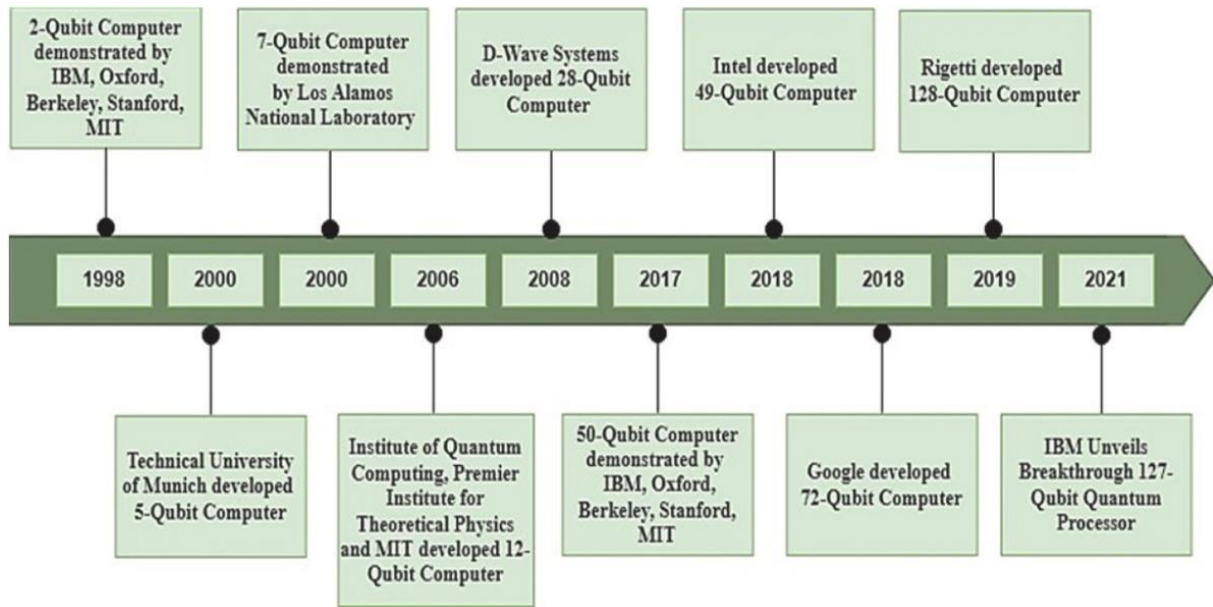 2-Qubit Computer
demonstrated by
IBM, Oxford,
Berkeley, Stanford,
MIT
7-Qubit Computer
demonstrated
by Los Alamos
National Laboratory
D-Wave Systems
developed 28-Qubit
Computer
Intel developed
49-Qubit Computer
Rigetti developed
128-Qubit Computer
1998
2000
2000
2006
2008
2017
2018
2018
2019
2021
Technical University
of Munich developed
5-Qubit Computer
Institute of Quantum
Computing, Premier
Institute for
Theoretical Physics
and MIT developed 12-
Qubit Computer
50-Qubit Computer
demonstrated by
IBM, Oxford,
Berkeley, Stanford,
MIT
Google developed
72-Qubit Computer
IBM Unveils
Breakthrough 127-
Qubit Quantum
Processor